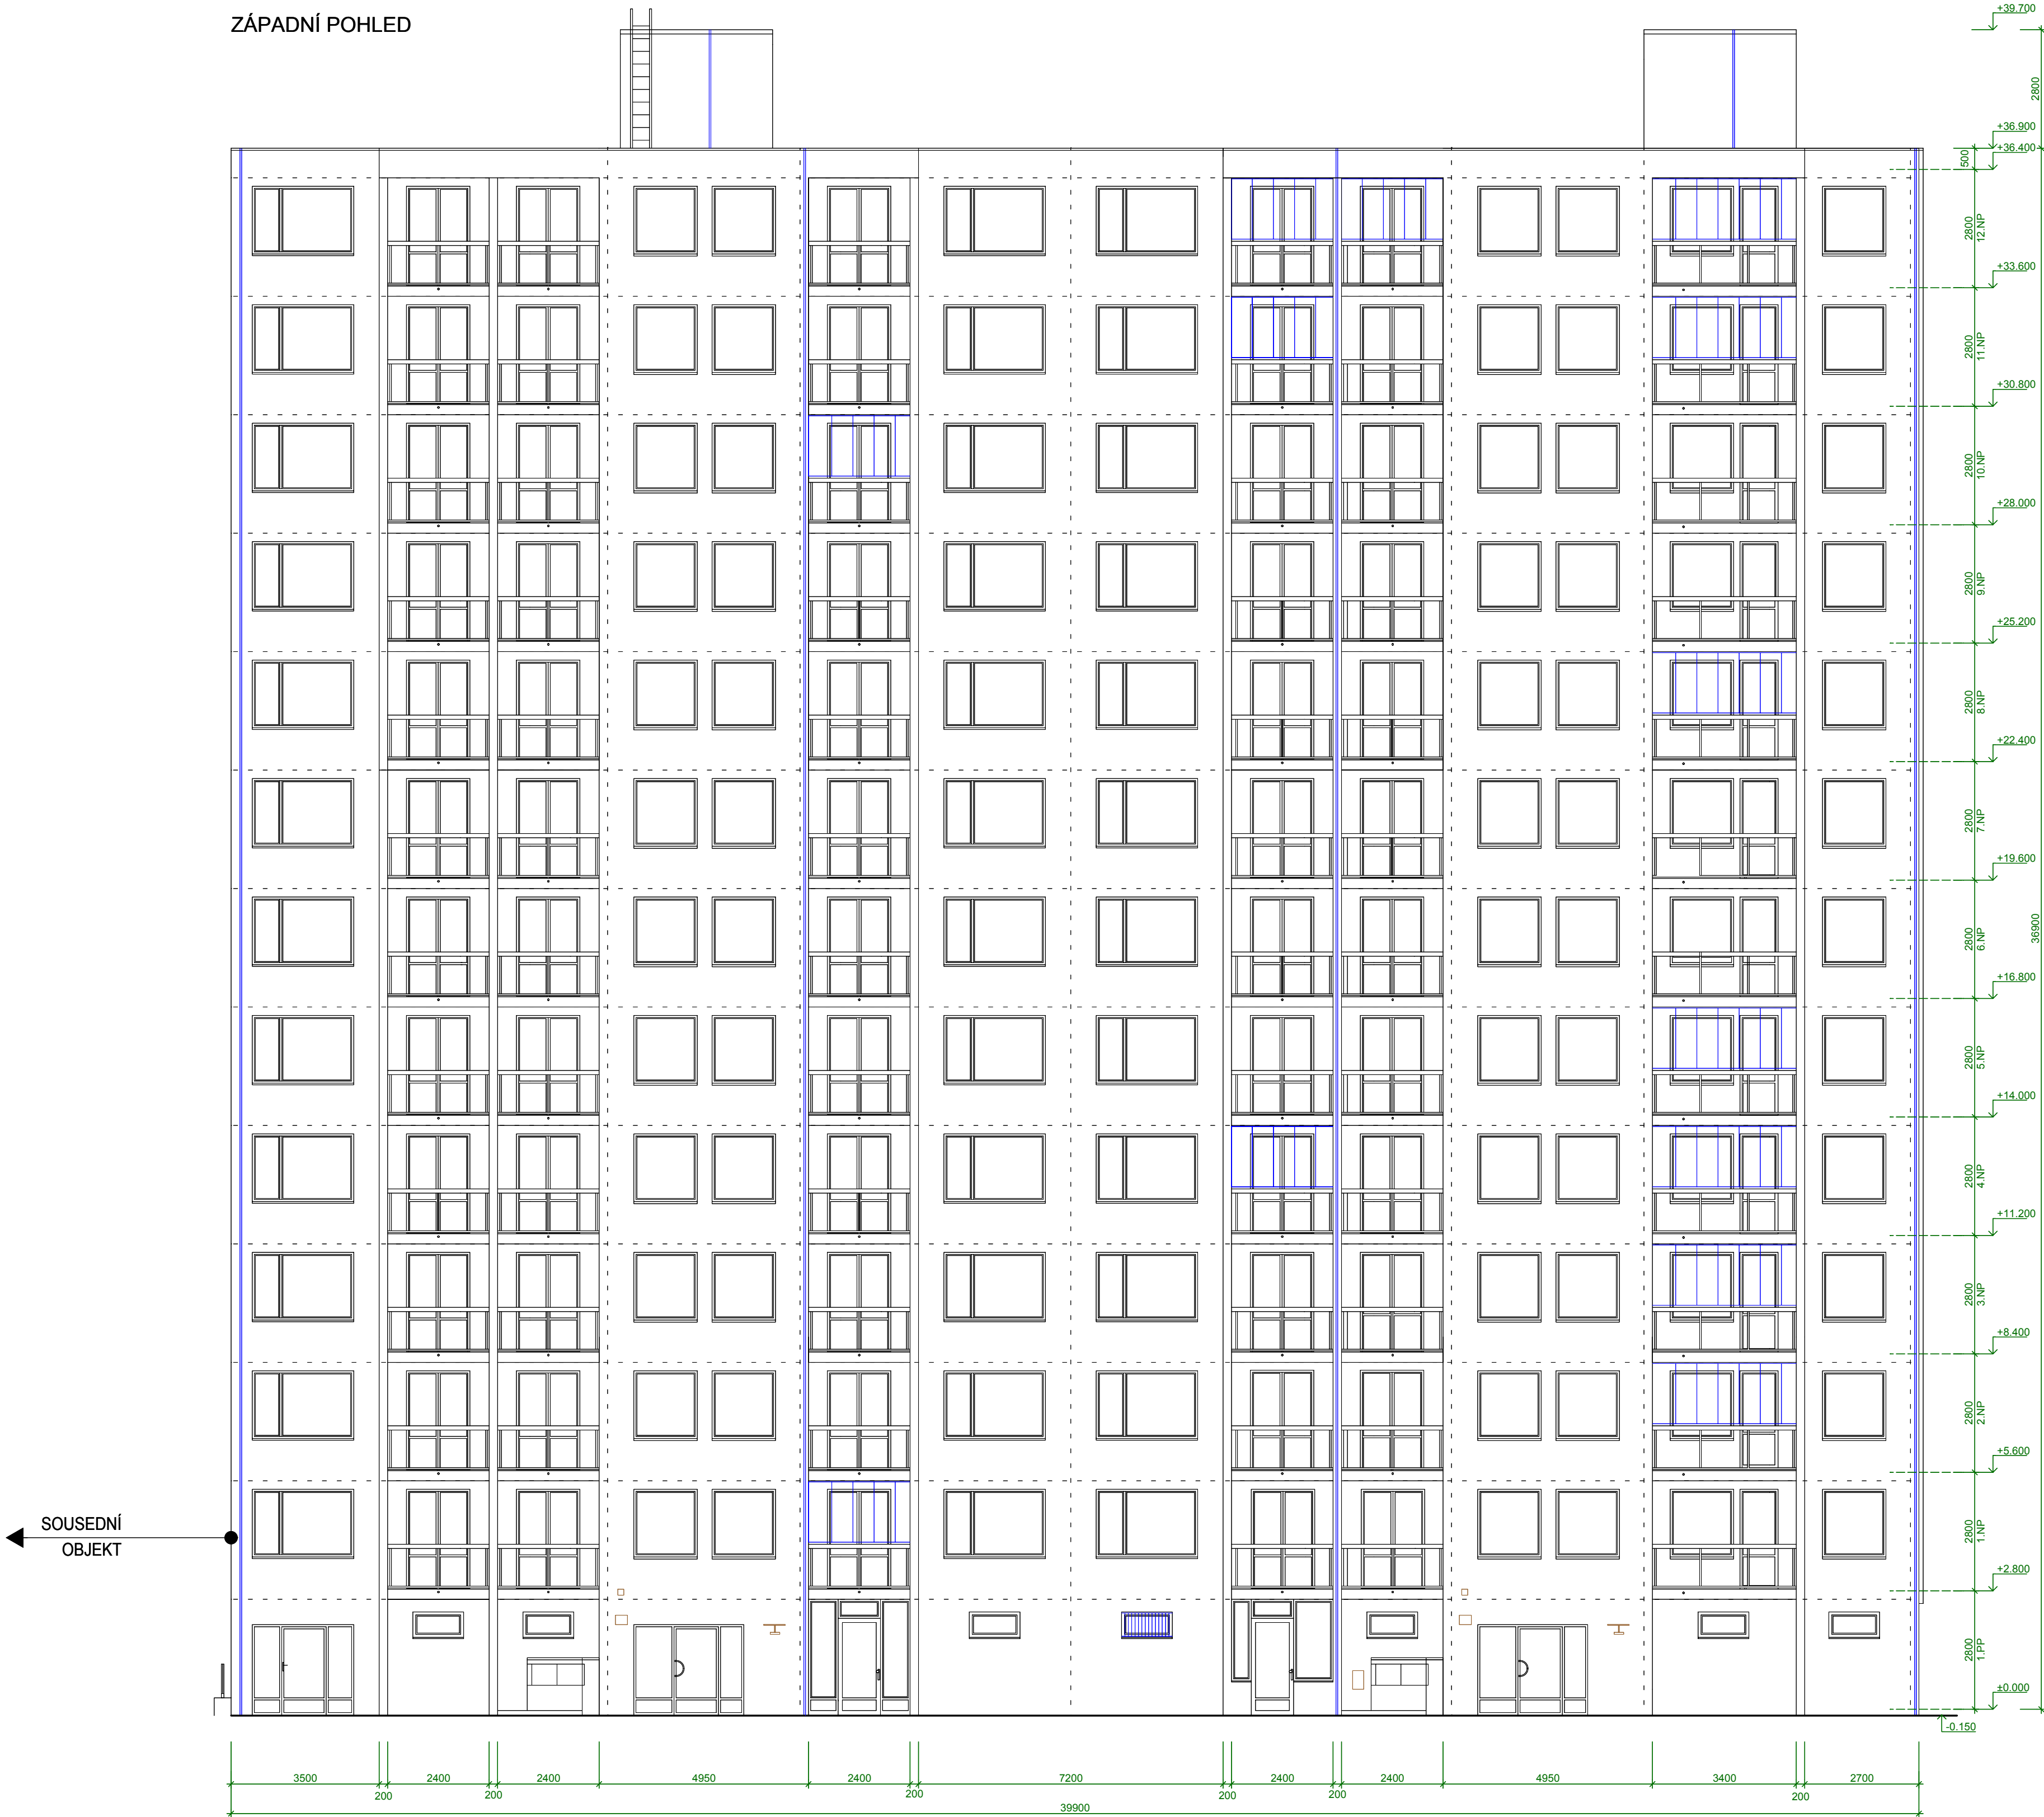 ZÁPADNÍ POHLED
+39.700
2800
+36.900
+36.400
500
2800
12.NP
+33.600
2800
11.NP
+30.800
2800
10.NP
+28.000
2800
9.NP
+25.200
2800
8.NP
+22.400
2800
7.NP
+19.600
2800
6.NP
36900
+16.800
2800
5.NP
+14.000
2800
4.NP
+11.200
2800
3.NP
+8.400
2800
2.NP
+5.600
2800
1.NP
SOUSEDNÍ
OBJEKT
+2.800
2800
1.PP
+0.000
-0.150
3500 2400 2400 4950 2400 7200 2400 2400 4950 3400 2700
200 200 200 200 200 200
39900